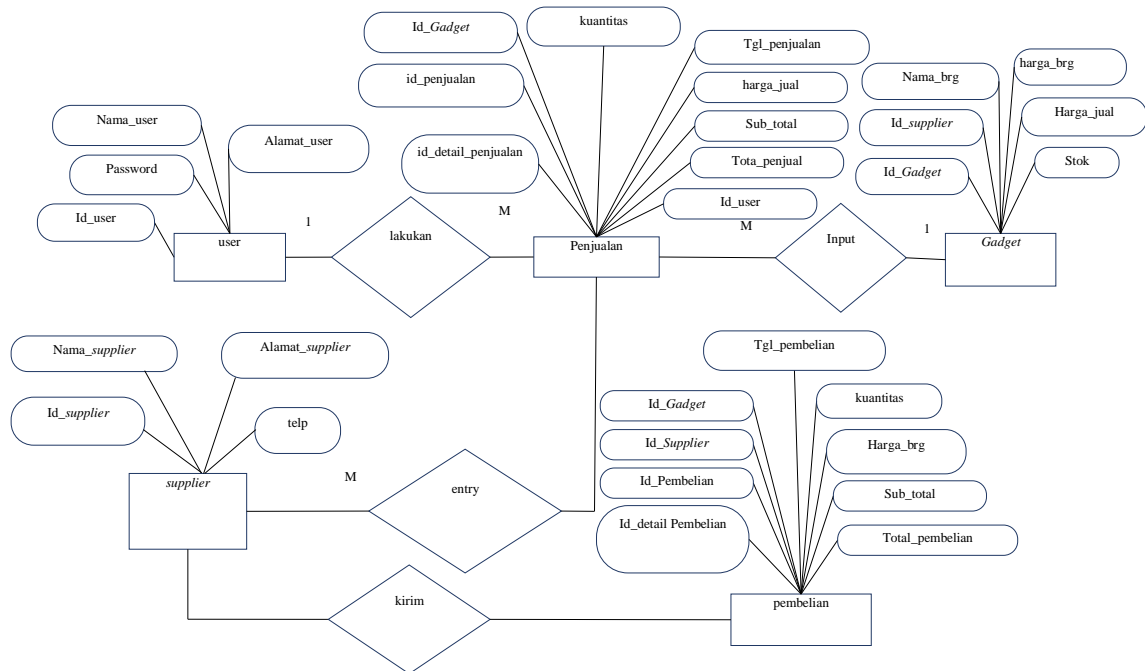 Id_Gadget
kuantitas
Tgl_penjualan
id_penjualan
harga_jual
Sub_total
id_detail_penjualan
Tota_penjual
Id_user
Nama_user
Alamat_user
Password
Id_user
user
1
lakukan
M
Penjualan
M
Input
1
Gadget
Nama_brg
harga_brg
Id_supplier
Harga_jual
Id_Gadget
Stok
Nama_supplier
Alamat_supplier
Id_supplier
telp
supplier
M
entry
kirim
Tgl_pembelian
Id_Gadget
kuantitas
Id_Supplier
Harga_brg
Id_Pembelian
Sub_total
Id_detail Pembelian
Total_pembelian
pembelian